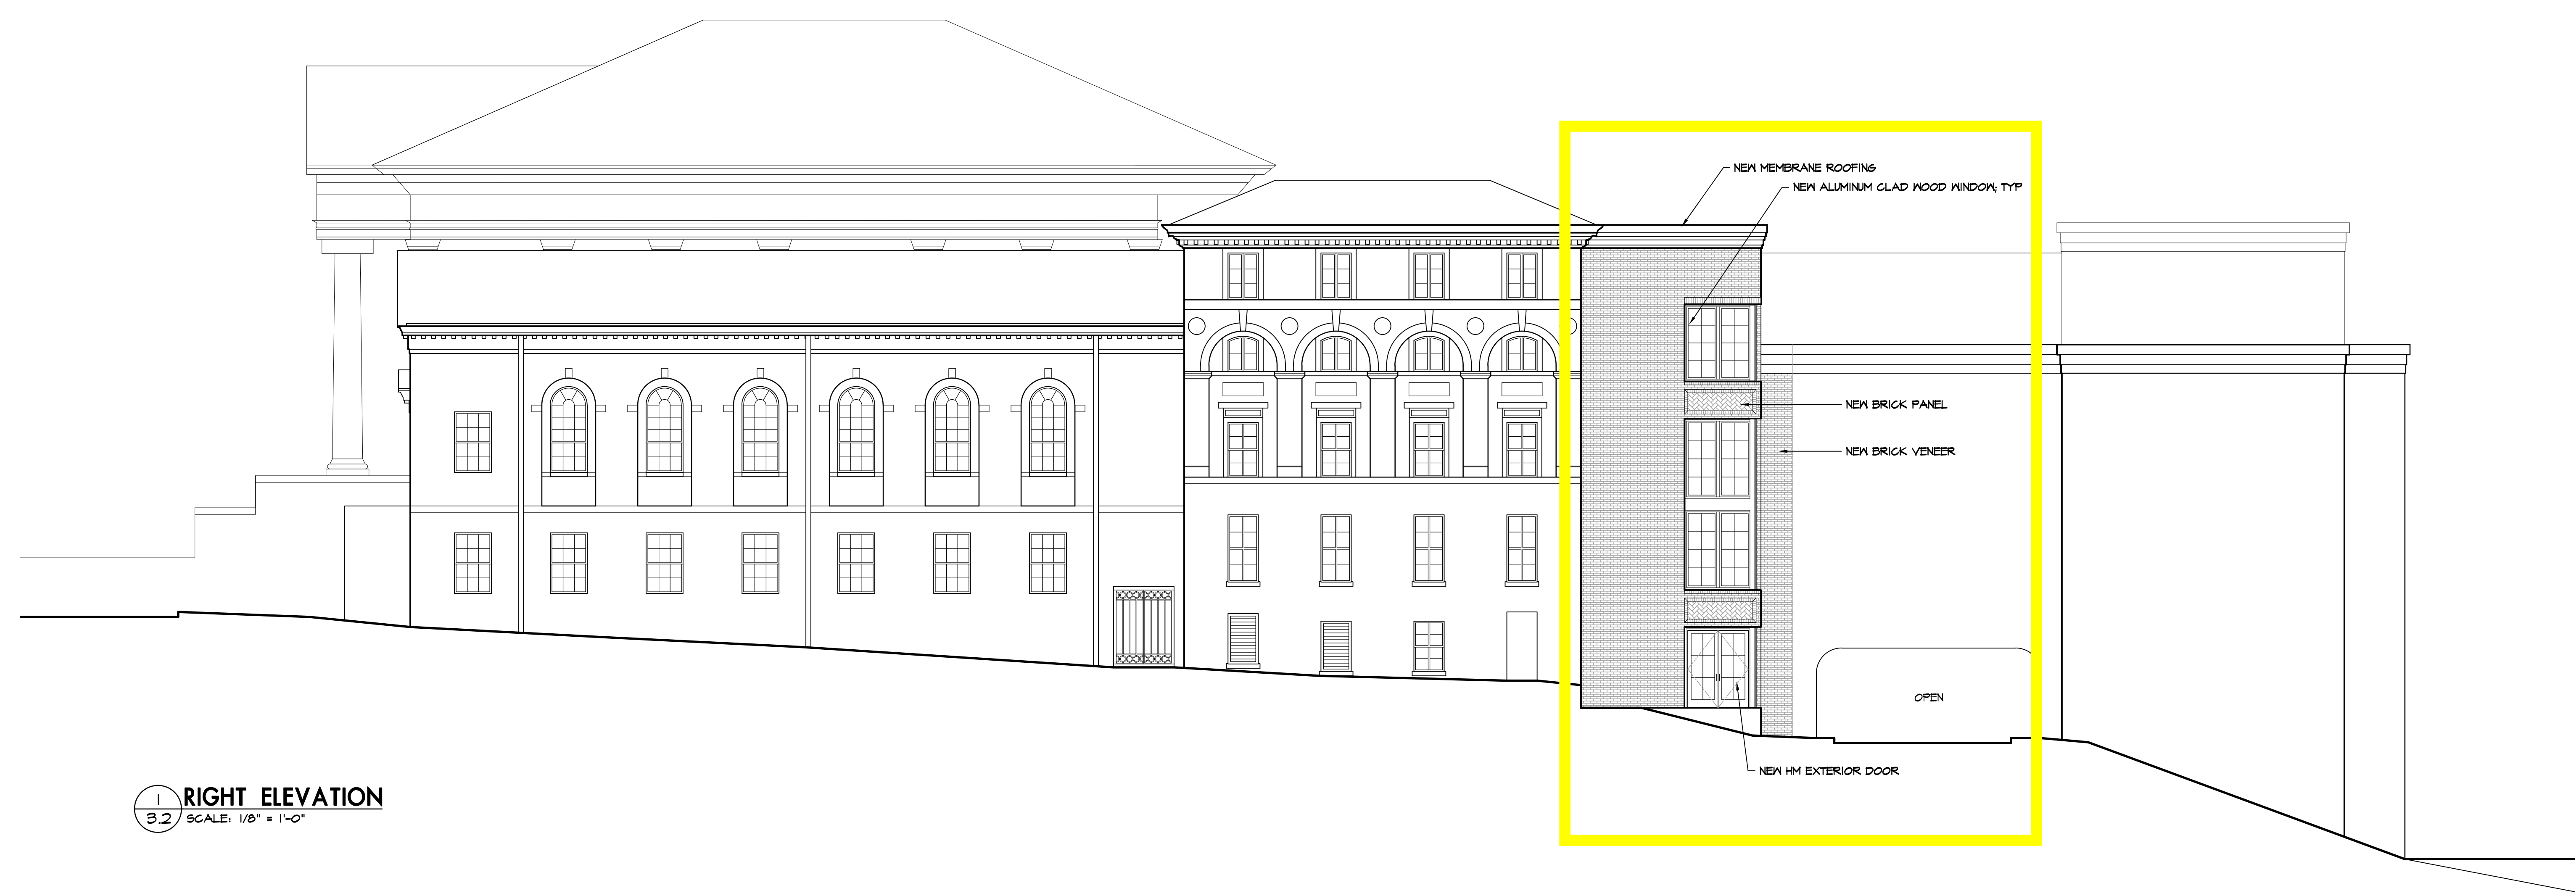 NEW MEMBRANE ROOFING
NEW ALUMINUM CLAD WOOD WINDOW; TYP
NEW BRICK PANEL
NEW BRICK VENEER
OPEN
NEW HM EXTERIOR DOOR
1
3.2
RIGHT ELEVATION
SCALE: 1/8" = 1'-0"